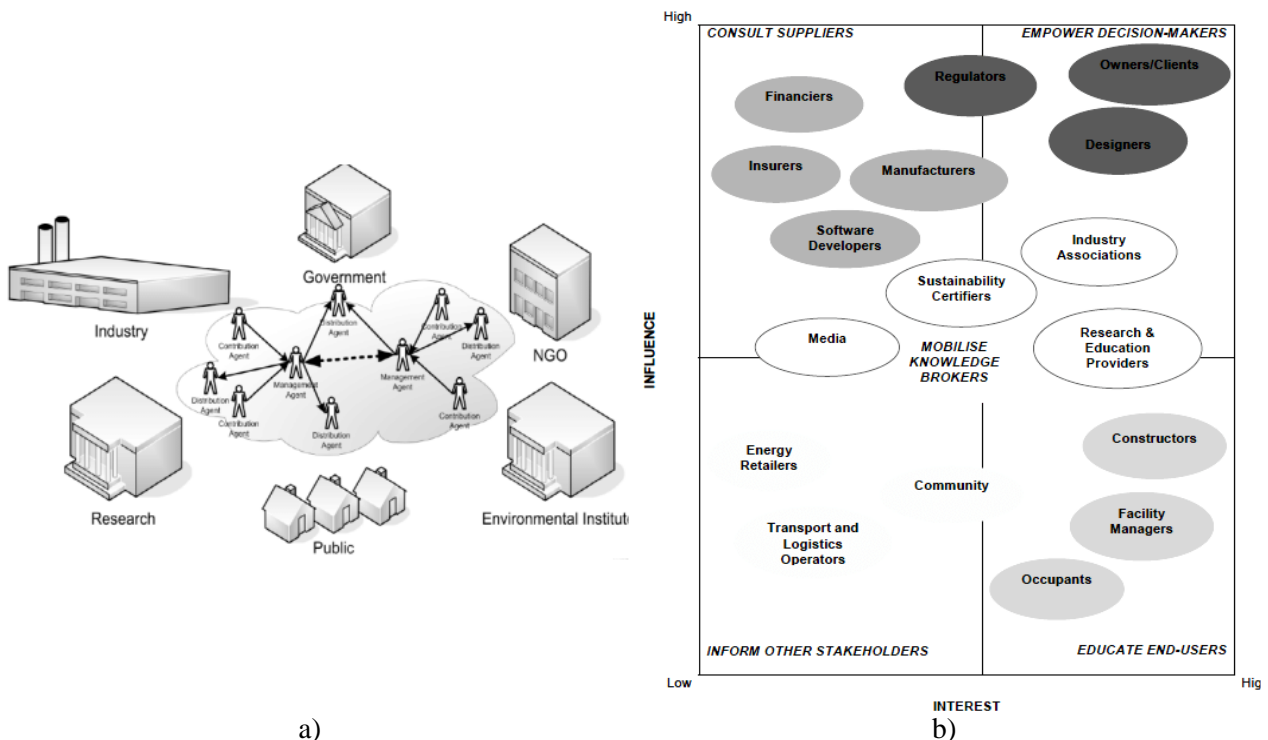 Government
Industry
NGO
Research
Environmental Institute
Public
Distribution
Agent
Contribution
Agent
Contribution
Agent
Distribution
Agent
Management
Agent
Management
Agent
Distribution
Agent
Contribution
Agent
Distribution
Agent
Contribution
Agent
a)
High
CONSULT SUPPLIERS
EMPOWER DECISION-MAKERS
Owners/Clients
Regulators
Financiers
Designers
Insurers
Manufacturers
Software
Developers
Industry
Associations
Sustainability
Certifiers
Media
Research &
Education
Providers
MOBILISE
KNOWLEDGE
BROKERS
INFLUENCE
Constructors
Energy
Retailers
Community
Facility
Managers
Transport and
Logistics
Operators
Occupants
INFORM OTHER STAKEHOLDERS
EDUCATE END-USERS
Low
Hig
INTEREST
b)